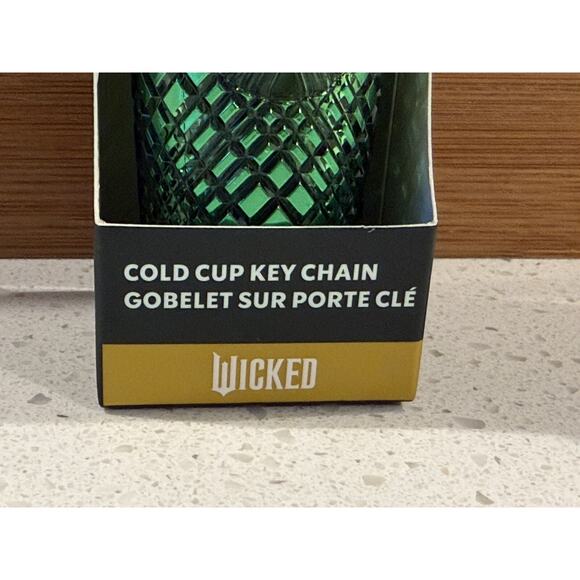 COLD CUP KEY CHAIN
GOBELET SUR PORTE CLÉ
WICKED